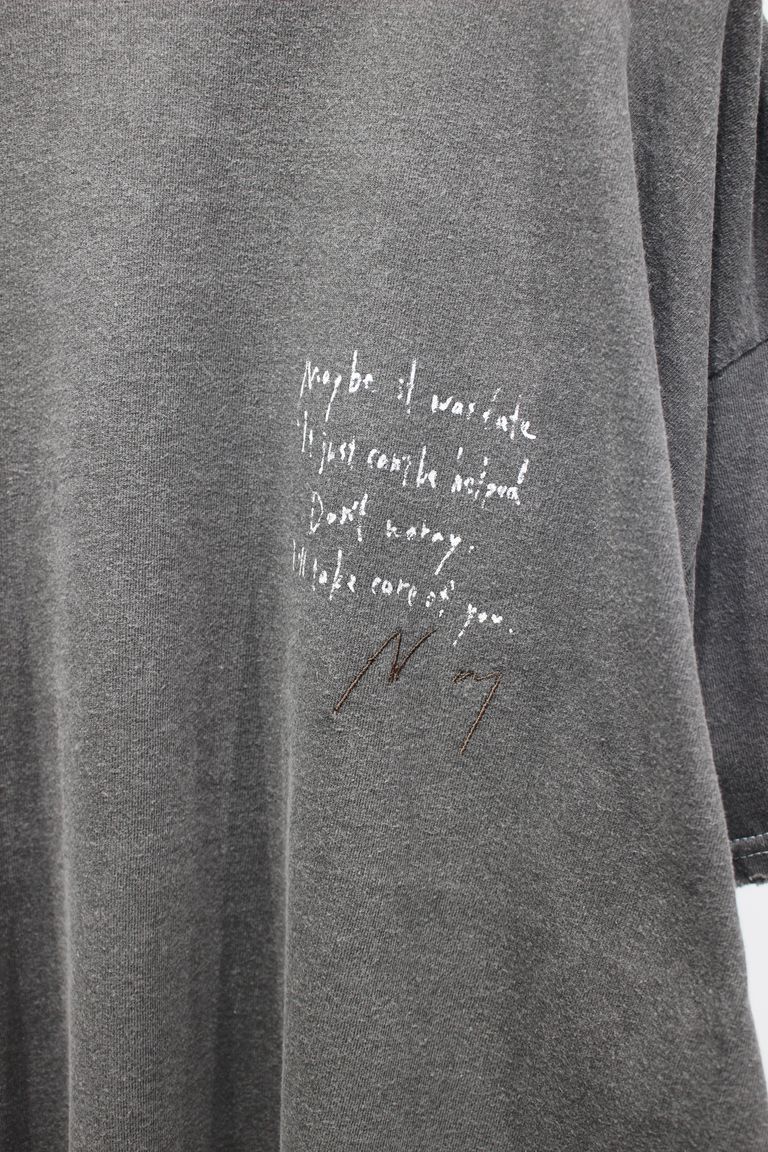 Maybe it was fate
It just can't be helped
Don't worry.
I'll take care of you.